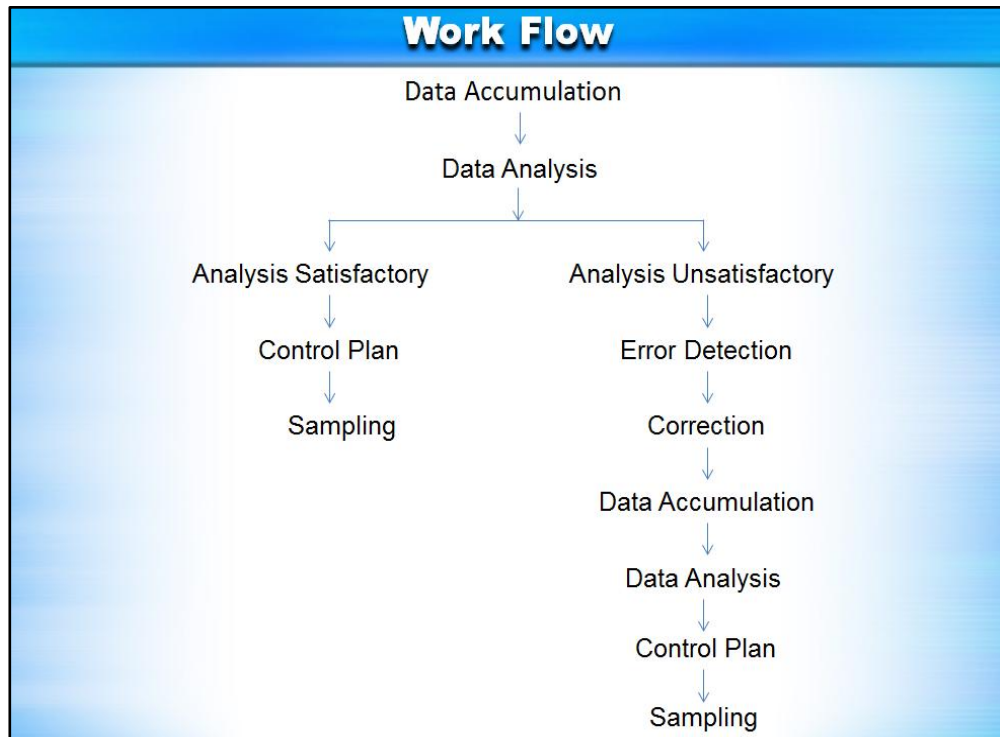 Work Flow
Data Accumulation
Data Analysis
Analysis Satisfactory
Analysis Unsatisfactory
Control Plan
Error Detection
Sampling
Correction
Data Accumulation
Data Analysis
Control Plan
Sampling